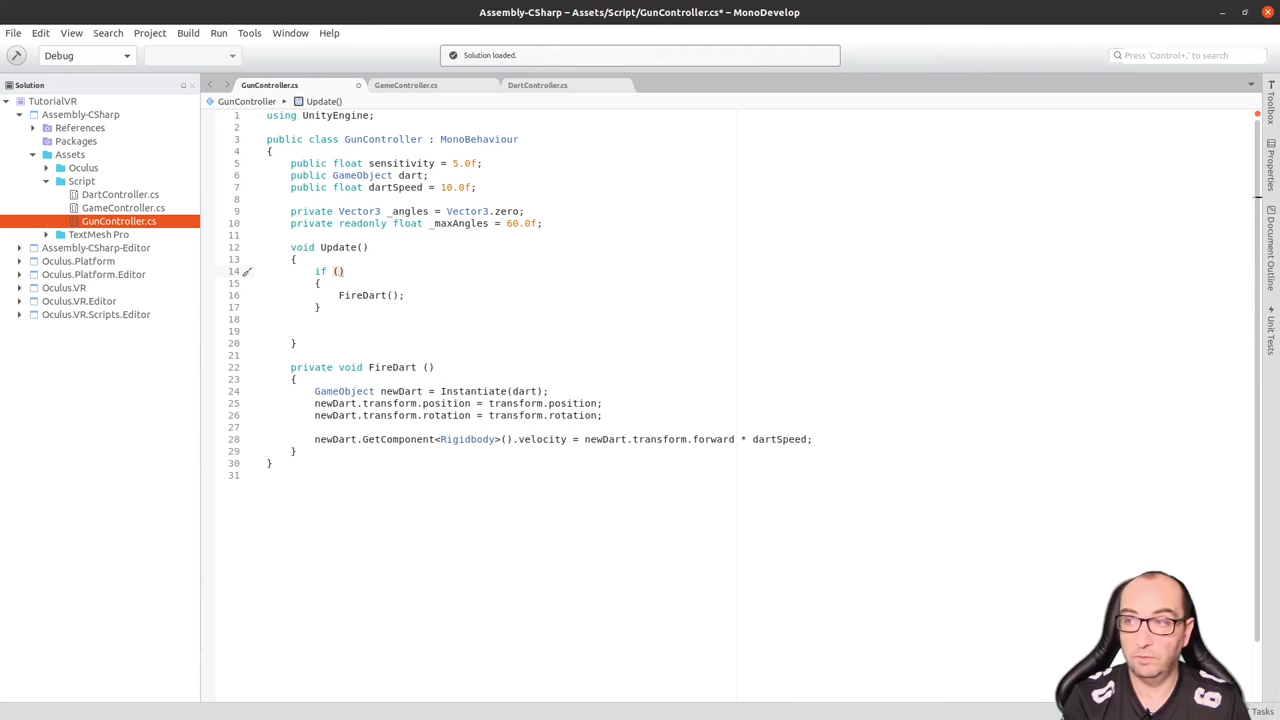 Assembly-CSharp – Assets/Script/GunController.cs* – MonoDevelop
File Edit View Search Project Build Run Tools Window Help
Debug
Solution loaded.
Press 'Control+,' to search
Solution
GunController.cs
GameController.cs
DartController.cs
TutorialVR
Assembly-CSharp
References
Packages
Assets
Oculus
Script
DartController.cs
GameController.cs
GunController.cs
TextMesh Pro
Assembly-CSharp-Editor
Oculus.Platform
Oculus.Platform.Editor
Oculus.VR
Oculus.VR.Editor
Oculus.VR.Scripts.Editor
GunController Update()
1 using UnityEngine;
2
3 public class GunController : MonoBehaviour
4 {
5 public float sensitivity = 5.0f;
6 public GameObject dart;
7 public float dartSpeed = 10.0f;
8
9 private Vector3 _angles = Vector3.zero;
10 private readonly float _maxAngles = 60.0f;
11
12 void Update()
13 {
14 if ()
15 {
16 FireDart();
17 }
18
19
20 }
21
22 private void FireDart ()
23 {
24 GameObject newDart = Instantiate(dart);
25 newDart.transform.position = transform.position;
26 newDart.transform.rotation = transform.rotation;
27
28 newDart.GetComponent<Rigidbody>().velocity = newDart.transform.forward * dartSpeed;
29 }
30 }
31
Toolbox
Properties
Document Outline
Unit Tests
Tasks